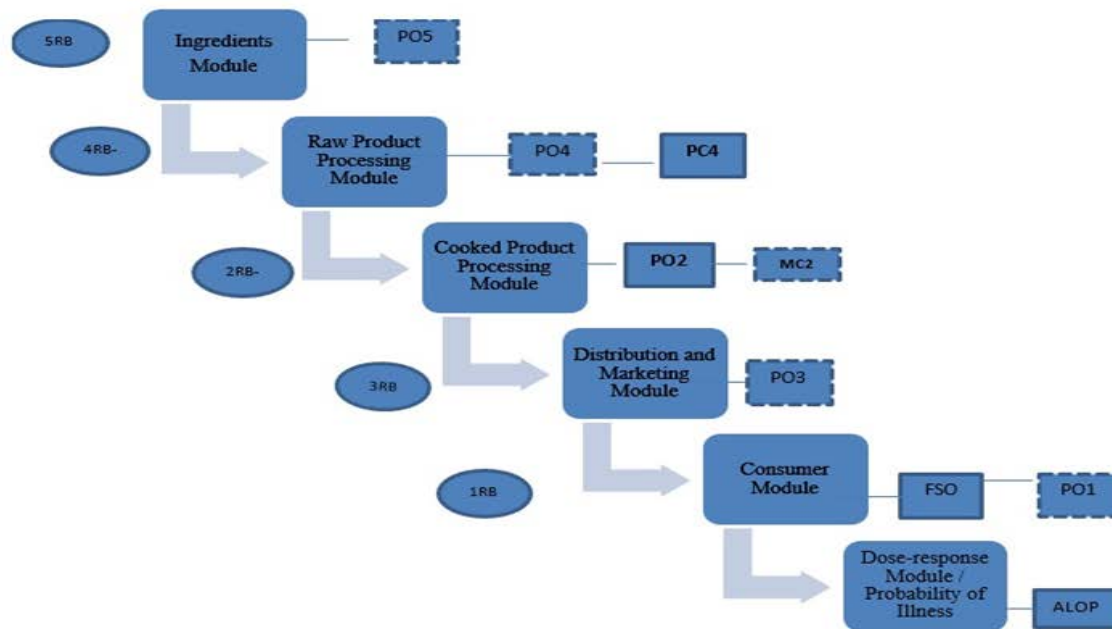 5RB
Ingredients
Module
PO5
4RB-
Raw Product
Processing
Module
PO4
PC4
2RB-
Cooked Product
Processing
Module
PO2
MC2
3RB
Distribution and
Marketing
Module
PO3
1RB
Consumer
Module
FSO
PO1
Dose-response
Module /
Probability of
Illness
ALOP